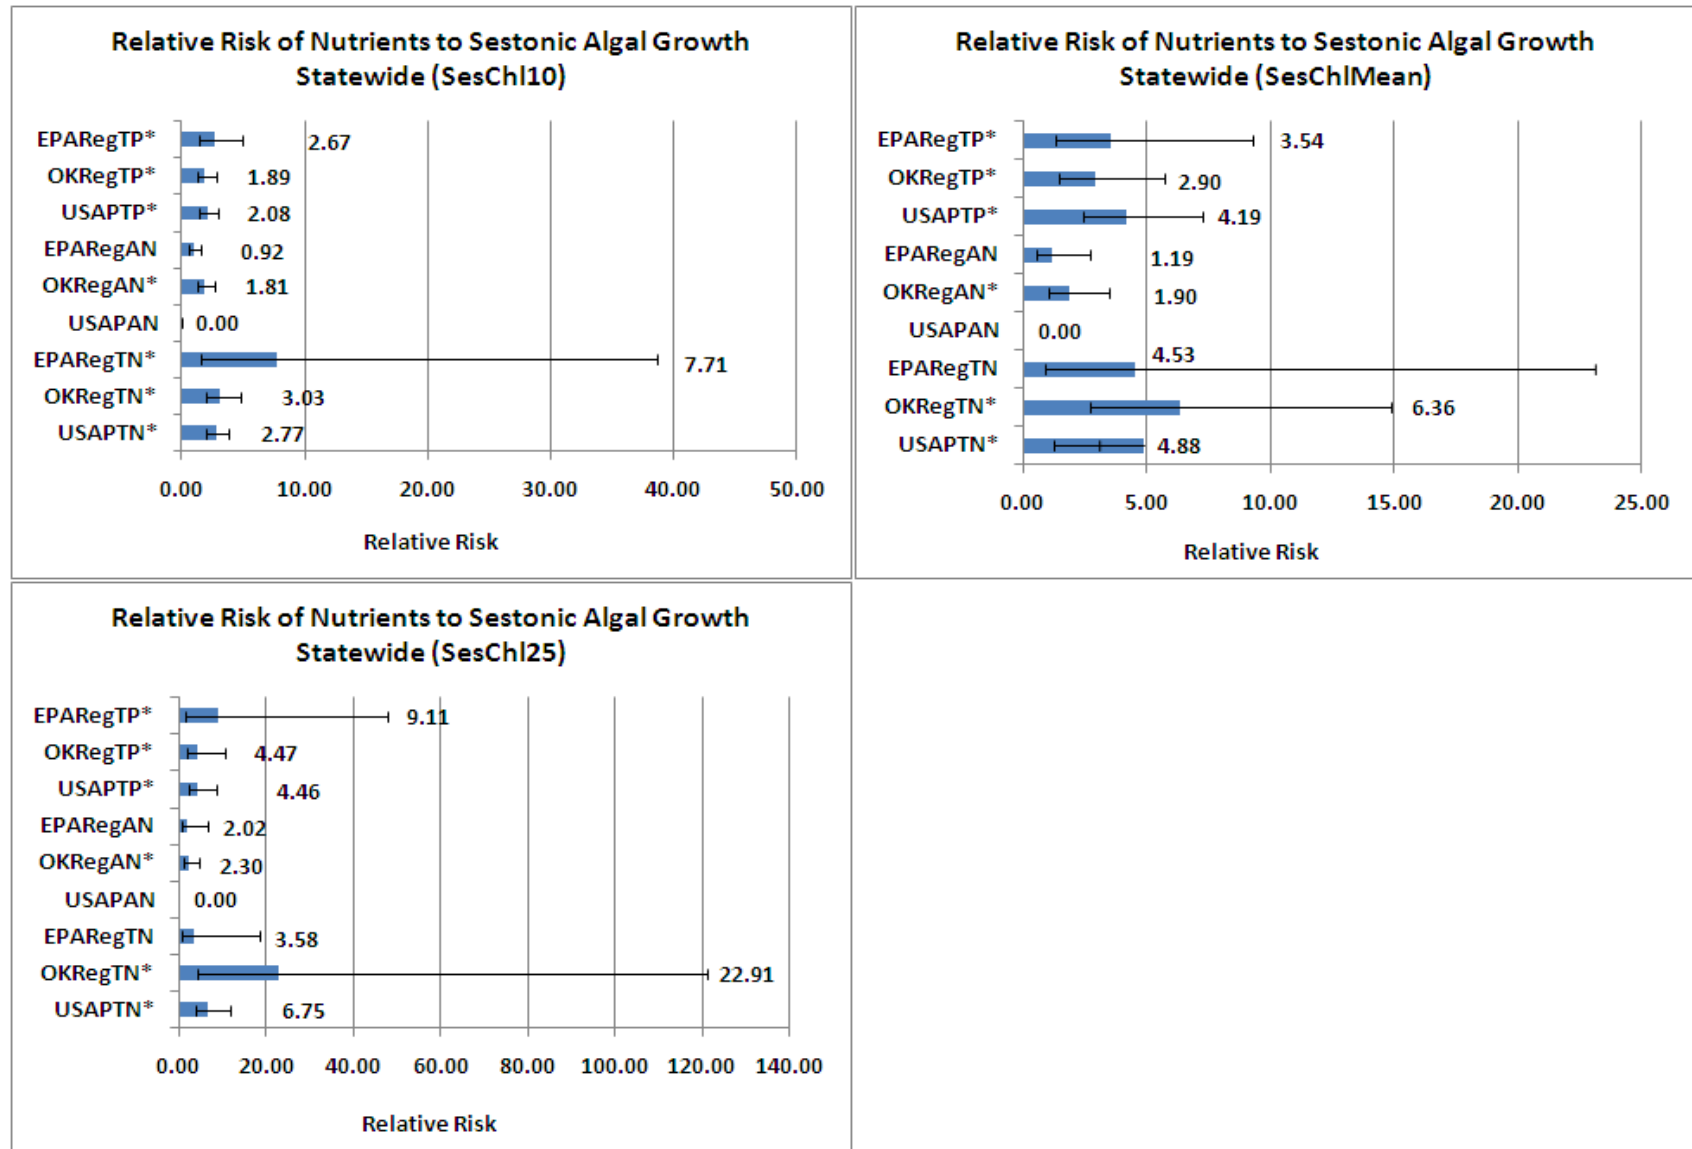 Relative Risk of Nutrients to Sestonic Algal Growth
Statewide (SesChl10)
EPARegTP* 2.67
OKRegTP* 1.89
USAPTP* 2.08
EPARegAN 0.92
OKRegAN* 1.81
USAPAN 0.00
EPARegTN* 7.71
OKRegTN* 3.03
USAPTN* 2.77
0.00 10.00 20.00 30.00 40.00 50.00
Relative Risk
Relative Risk of Nutrients to Sestonic Algal Growth
Statewide (SesChlMean)
EPARegTP* 3.54
OKRegTP* 2.90
USAPTP* 4.19
EPARegAN 1.19
OKRegAN* 1.90
USAPAN 0.00
EPARegTN 4.53
OKRegTN* 6.36
USAPTN* 4.88
0.00 5.00 10.00 15.00 20.00 25.00
Relative Risk
Relative Risk of Nutrients to Sestonic Algal Growth
Statewide (SesChl25)
EPARegTP* 9.11
OKRegTP* 4.47
USAPTP* 4.46
EPARegAN 2.02
OKRegAN* 2.30
USAPAN 0.00
EPARegTN 3.58
OKRegTN* 22.91
USAPTN* 6.75
0.00 20.00 40.00 60.00 80.00 100.00 120.00 140.00
Relative Risk